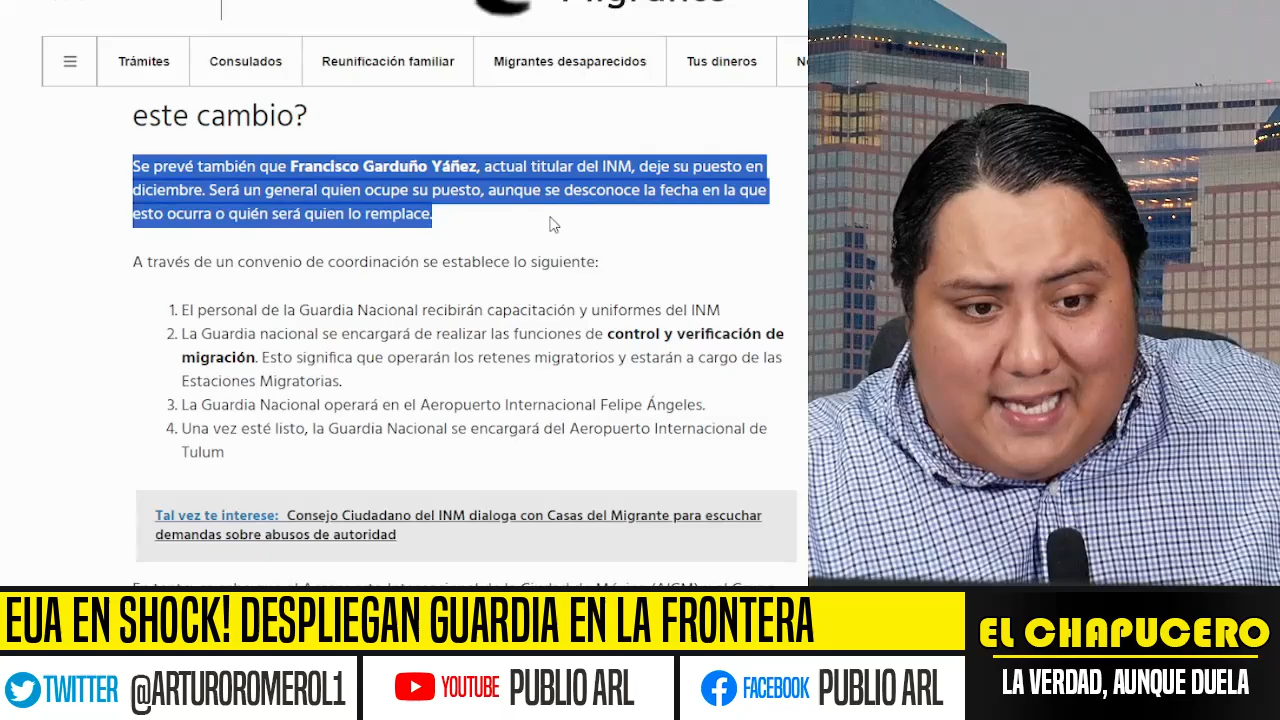 Trámites
Consulados
Reunificación familiar
Migrantes desaparecidos
Tus dineros
este cambio?
Se prevé también que Francisco Garduño Yáñez, actual titular del INM, deje su puesto en
diciembre. Será un general quien ocupe su puesto, aunque se desconoce la fecha en la que
esto ocurra o quién será quien lo remplace.
A través de un convenio de coordinación se establece lo siguiente:
1. El personal de la Guardia Nacional recibirán capacitación y uniformes del INM
2. La Guardia nacional se encargará de realizar las funciones de control y verificación de
migración. Esto significa que operarán los retenes migratorios y estarán a cargo de las
Estaciones Migratorias.
3. La Guardia Nacional operará en el Aeropuerto Internacional Felipe Ángeles.
4. Una vez esté listo, la Guardia Nacional se encargará del Aeropuerto Internacional de
Tulum
Tal vez te interese: Consejo Ciudadano del INM dialoga con Casas del Migrante para escuchar
demandas sobre abusos de autoridad
EUA EN SHOCK! DESPLIEGAN GUARDIA EN LA FRONTERA
EL CHAPUCERO
LA VERDAD, AUNQUE DUELA
TWITTER @ARTUROROMEROL1
YOUTUBE PUBLIO ARL
FACEBOOK PUBLIO ARL